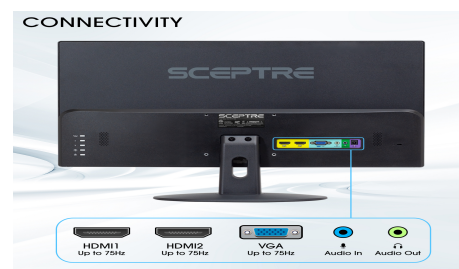 CONNECTIVITY
SCEPTRE
SCEPTRE
HDMI1
Up to 75Hz
HDMI2
Up to 75Hz
VGA
Up to 75Hz
Audio In
Audio Out